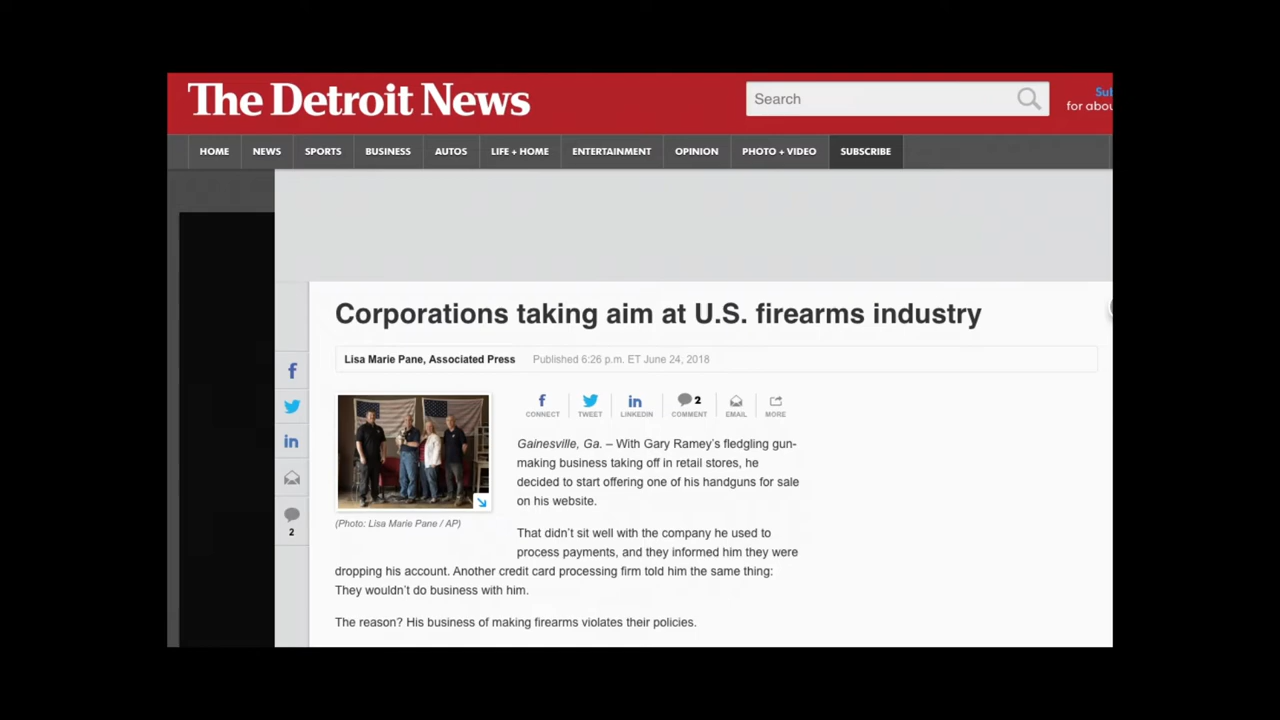 The Detroit News
Search
Sub
for abou
HOME NEWS SPORTS BUSINESS AUTOS LIFE + HOME ENTERTAINMENT OPINION PHOTO + VIDEO SUBSCRIBE
Corporations taking aim at U.S. firearms industry
Lisa Marie Pane, Associated Press Published 6:26 p.m. ET June 24, 2018
CONNECT TWEET LINKEDIN 2 COMMENT EMAIL MORE
2
(Photo: Lisa Marie Pane / AP)
Gainesville, Ga. – With Gary Ramey's fledgling gun-
making business taking off in retail stores, he
decided to start offering one of his handguns for sale
on his website.
That didn't sit well with the company he used to
process payments, and they informed him they were
dropping his account. Another credit card processing firm told him the same thing:
They wouldn't do business with him.
The reason? His business of making firearms violates their policies.